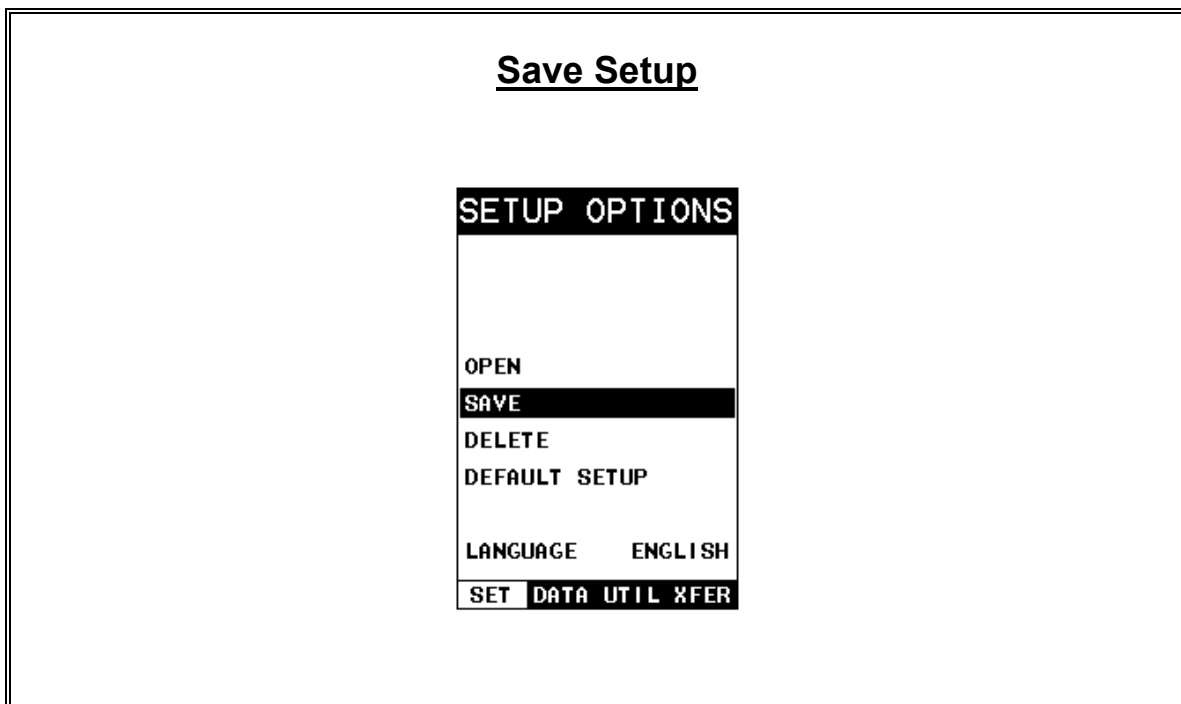 Save Setup
SETUP OPTIONS
OPEN
SAVE
DELETE
DEFAULT SETUP
LANGUAGE ENGLISH
SET DATA UTIL XFER